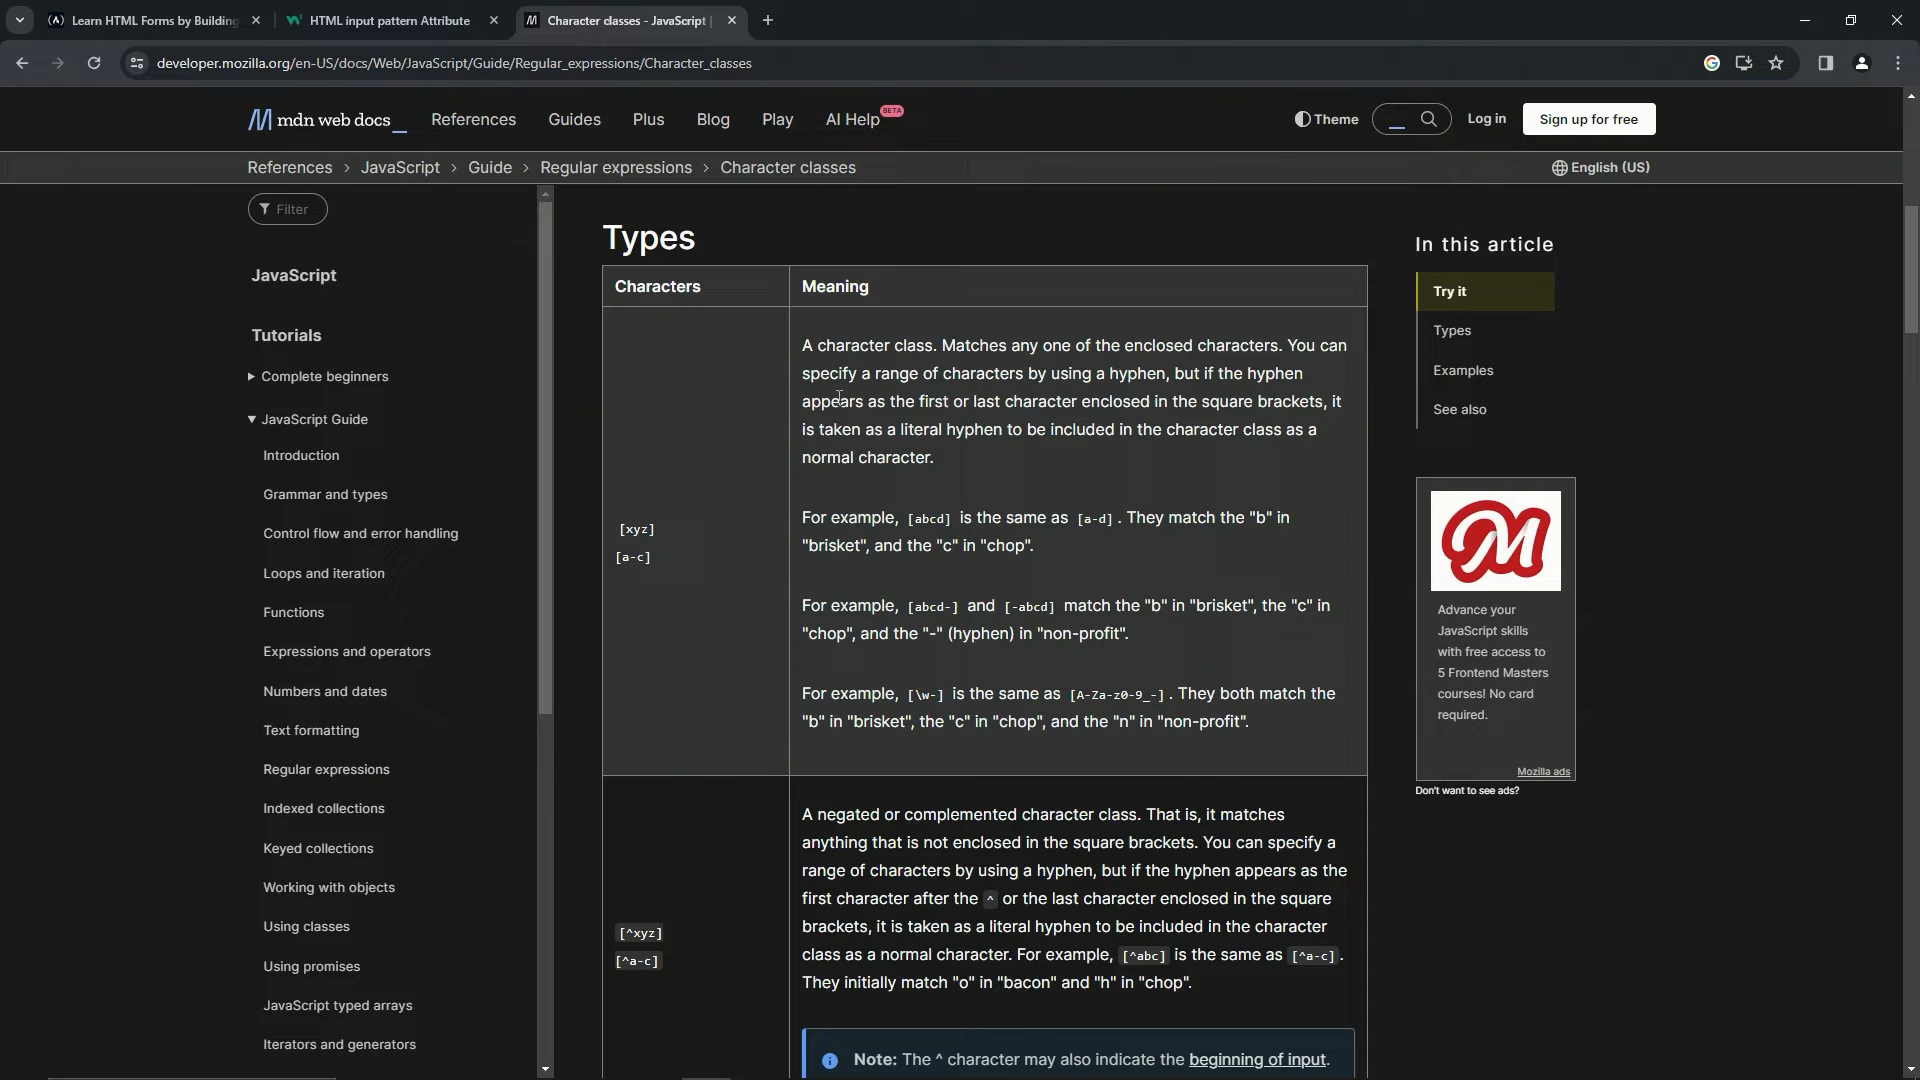 Learn HTML Forms by Building
HTML input pattern Attribute
Character classes - JavaScript |
developer.mozilla.org/en-US/docs/Web/JavaScript/Guide/Regular_expressions/Character_classes
mdn web docs
References
Guides
Plus
Blog
Play
AI Help
BETA
Theme
Log in
Sign up for free
References > JavaScript > Guide > Regular expressions > Character classes
English (US)
Filter
JavaScript
Tutorials
Complete beginners
JavaScript Guide
Introduction
Grammar and types
Control flow and error handling
Loops and iteration
Functions
Expressions and operators
Numbers and dates
Text formatting
Regular expressions
Indexed collections
Keyed collections
Working with objects
Using classes
Using promises
JavaScript typed arrays
Iterators and generators
Types
Characters
Meaning
[xyz]
[a-c]
A character class. Matches any one of the enclosed characters. You can
specify a range of characters by using a hyphen, but if the hyphen
appears as the first or last character enclosed in the square brackets, it
is taken as a literal hyphen to be included in the character class as a
normal character.
For example, [abcd] is the same as [a-d]. They match the "b" in
"brisket", and the "c" in "chop".
For example, [abcd-] and [-abcd] match the "b" in "brisket", the "c" in
"chop", and the "-" (hyphen) in "non-profit".
For example, [\w-] is the same as [A-Za-z0-9_-]. They both match the
"b" in "brisket", the "c" in "chop", and the "n" in "non-profit".
[^xyz]
[^a-c]
A negated or complemented character class. That is, it matches
anything that is not enclosed in the square brackets. You can specify a
range of characters by using a hyphen, but if the hyphen appears as the
first character after the ^ or the last character enclosed in the square
brackets, it is taken as a literal hyphen to be included in the character
class as a normal character. For example, [^abc] is the same as [^a-c].
They initially match "o" in "bacon" and "h" in "chop".
Note: The ^ character may also indicate the beginning of input.
In this article
Try it
Types
Examples
See also
M
Advance your
JavaScript skills
with free access to
5 Frontend Masters
courses! No card
required.
Mozilla ads
Don't want to see ads?